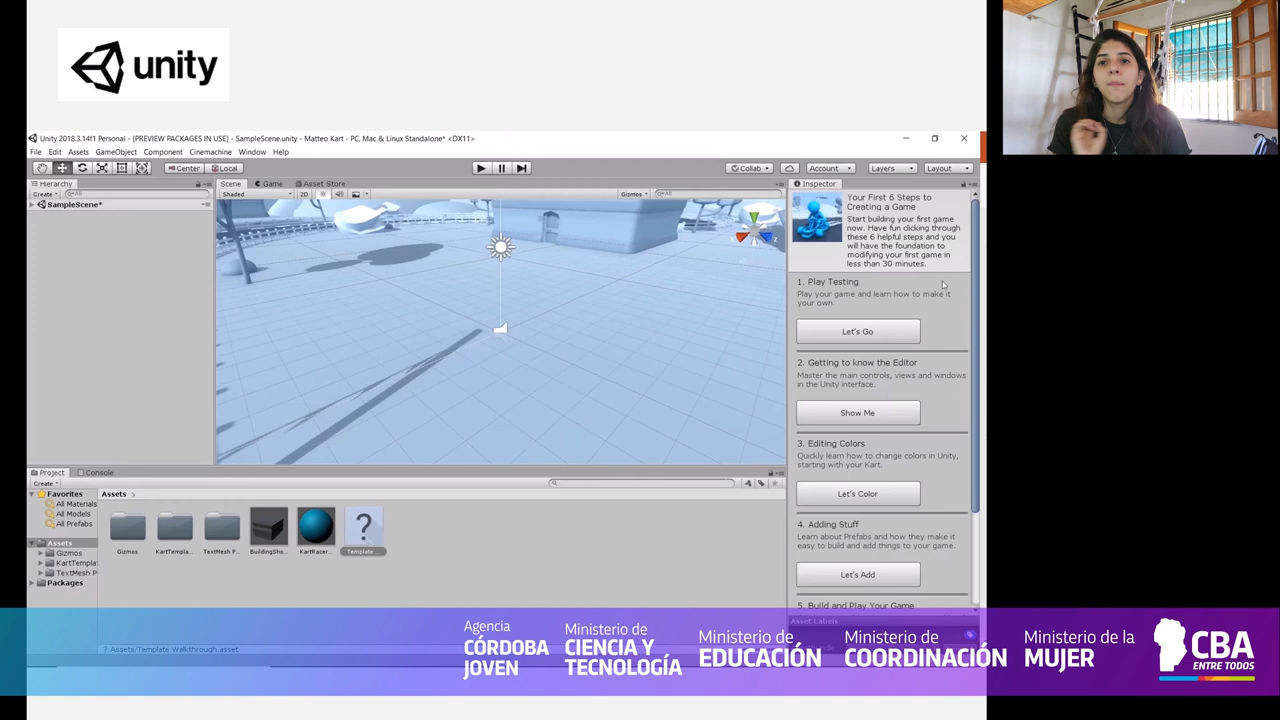 unity
Unity 2018.3.14f1 Personal - [PREVIEW PACKAGES IN USE] - SampleScene.unity - Matteo Kart - PC, Mac & Linux Standalone* <DX11>
File Edit Assets GameObject Component Cinemachine Window Help
Center Local
Collab
Account
Layers
Layout
Hierarchy
Create
All
SampleScene*
Scene Game Asset Store
Shaded
2D
Gizmos
All
Inspector
Your First 6 Steps to
Creating a Game
Start building your first game
now. Have fun clicking through
these 6 helpful steps and you
will have the foundation to
modifying your first game in
less than 30 minutes.
1. Play Testing
Play your game and learn how to make it
your own.
Let's Go
2. Getting to know the Editor
Master the main controls, views and windows
in the Unity interface.
Show Me
3. Editing Colors
Quickly learn how to change colors in Unity,
starting with your Kart.
Let's Color
4. Adding Stuff
Learn about Prefabs and how they make it
easy to build and add things to your game.
Let's Add
5. Build and Play Your Game
Asset Labels
Project Console
Create
Favorites
All Materials
All Models
All Prefabs
Assets
Gizmos
KartTempla
TextMesh P
Packages
Assets
Gizmos
KartTempla...
TextMesh P...
BuildingSho...
KartRacer...
Template ...
Assets/Template Walkthrough.asset
Agencia
CÓRDOBA
JOVEN
Ministerio de
CIENCIA Y
TECNOLOGÍA
Ministerio de
EDUCACIÓN
Ministerio de
COORDINACIÓN
Ministerio de la
MUJER
CBA
ENTRE TODOS